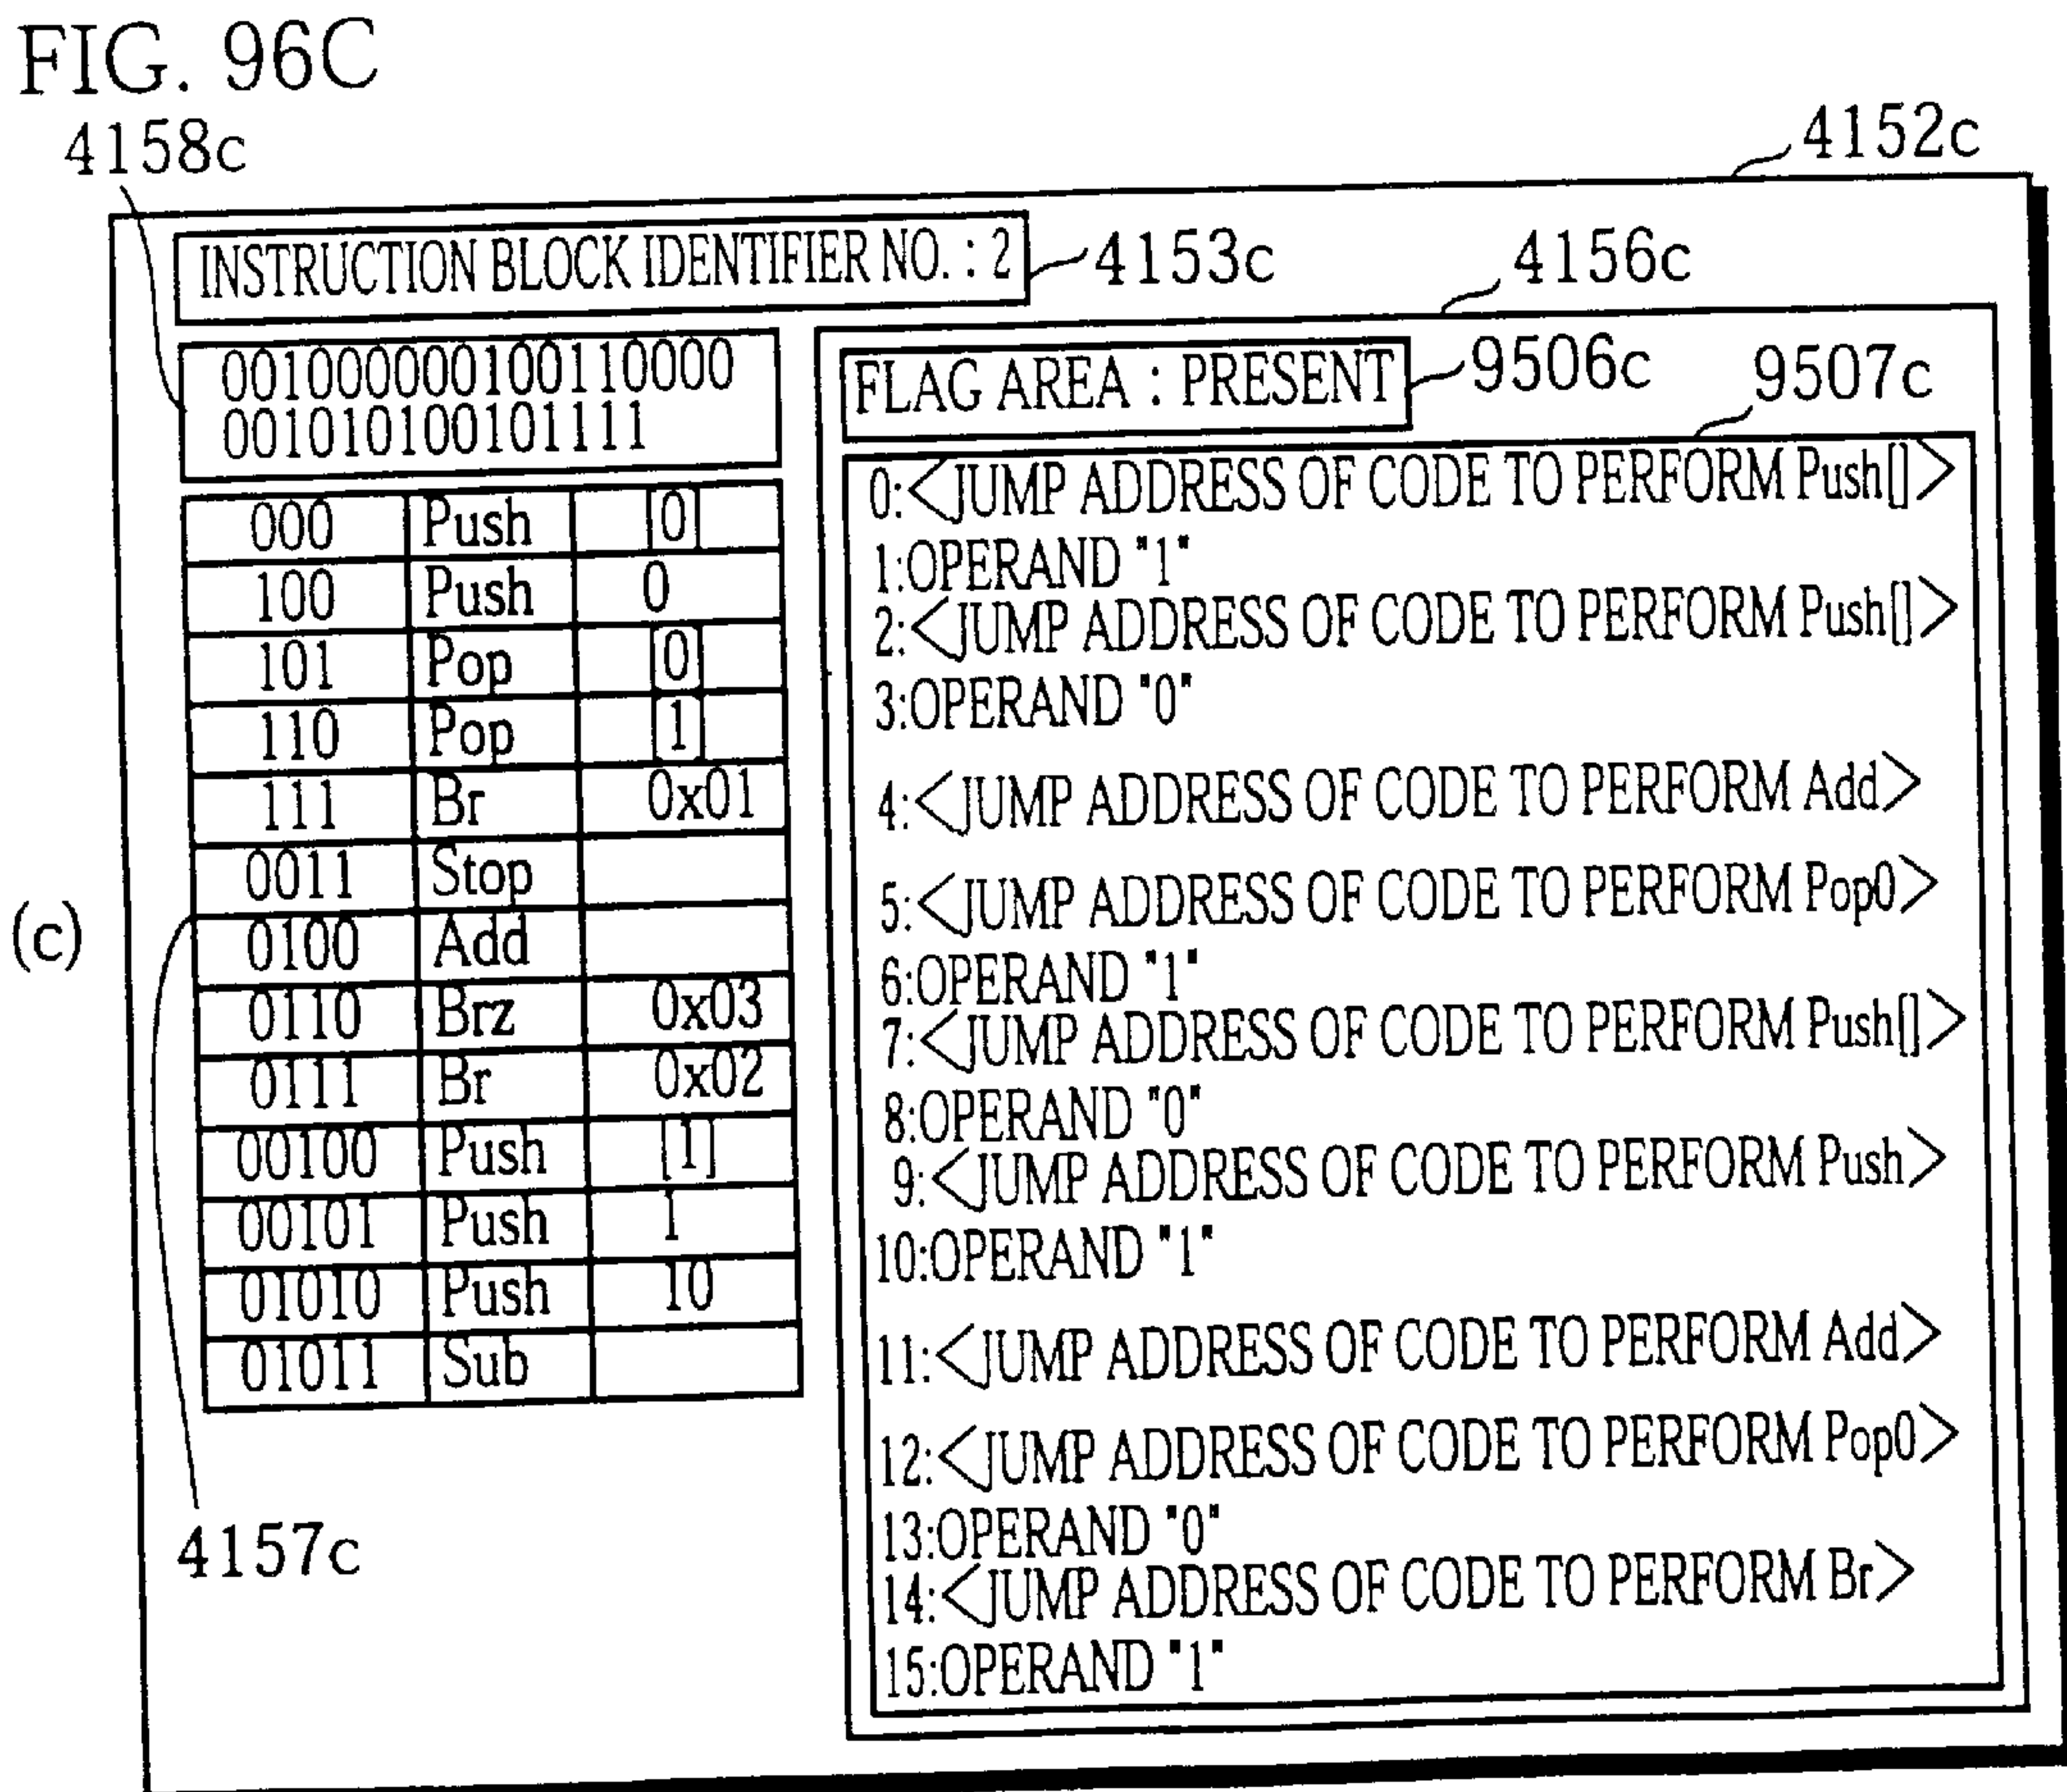 FIG. 96C
4158c
4152c
INSTRUCTION BLOCK IDENTIFIER NO. : 2
4153c
4156c
001000000100110000
001010100101111
FLAG AREA : PRESENT
9506c
9507c
000 Push [0]
100 Push 0
101 Pop [0]
110 Pop [1]
111 Br 0x01
0011 Stop
0100 Add
0110 Brz 0x03
0111 Br 0x02
00100 Push [1]
00101 Push 1
01010 Push 10
01011 Sub
(c)
4157c
0:<JUMP ADDRESS OF CODE TO PERFORM Push[]>
1:OPERAND "1"
2:<JUMP ADDRESS OF CODE TO PERFORM Push[]>
3:OPERAND "0"
4:<JUMP ADDRESS OF CODE TO PERFORM Add>
5:<JUMP ADDRESS OF CODE TO PERFORM Pop0>
6:OPERAND "1"
7:<JUMP ADDRESS OF CODE TO PERFORM Push[]>
8:OPERAND "0"
9:<JUMP ADDRESS OF CODE TO PERFORM Push>
10:OPERAND "1"
11:<JUMP ADDRESS OF CODE TO PERFORM Add>
12:<JUMP ADDRESS OF CODE TO PERFORM Pop0>
13:OPERAND "0"
14:<JUMP ADDRESS OF CODE TO PERFORM Br>
15:OPERAND "1"